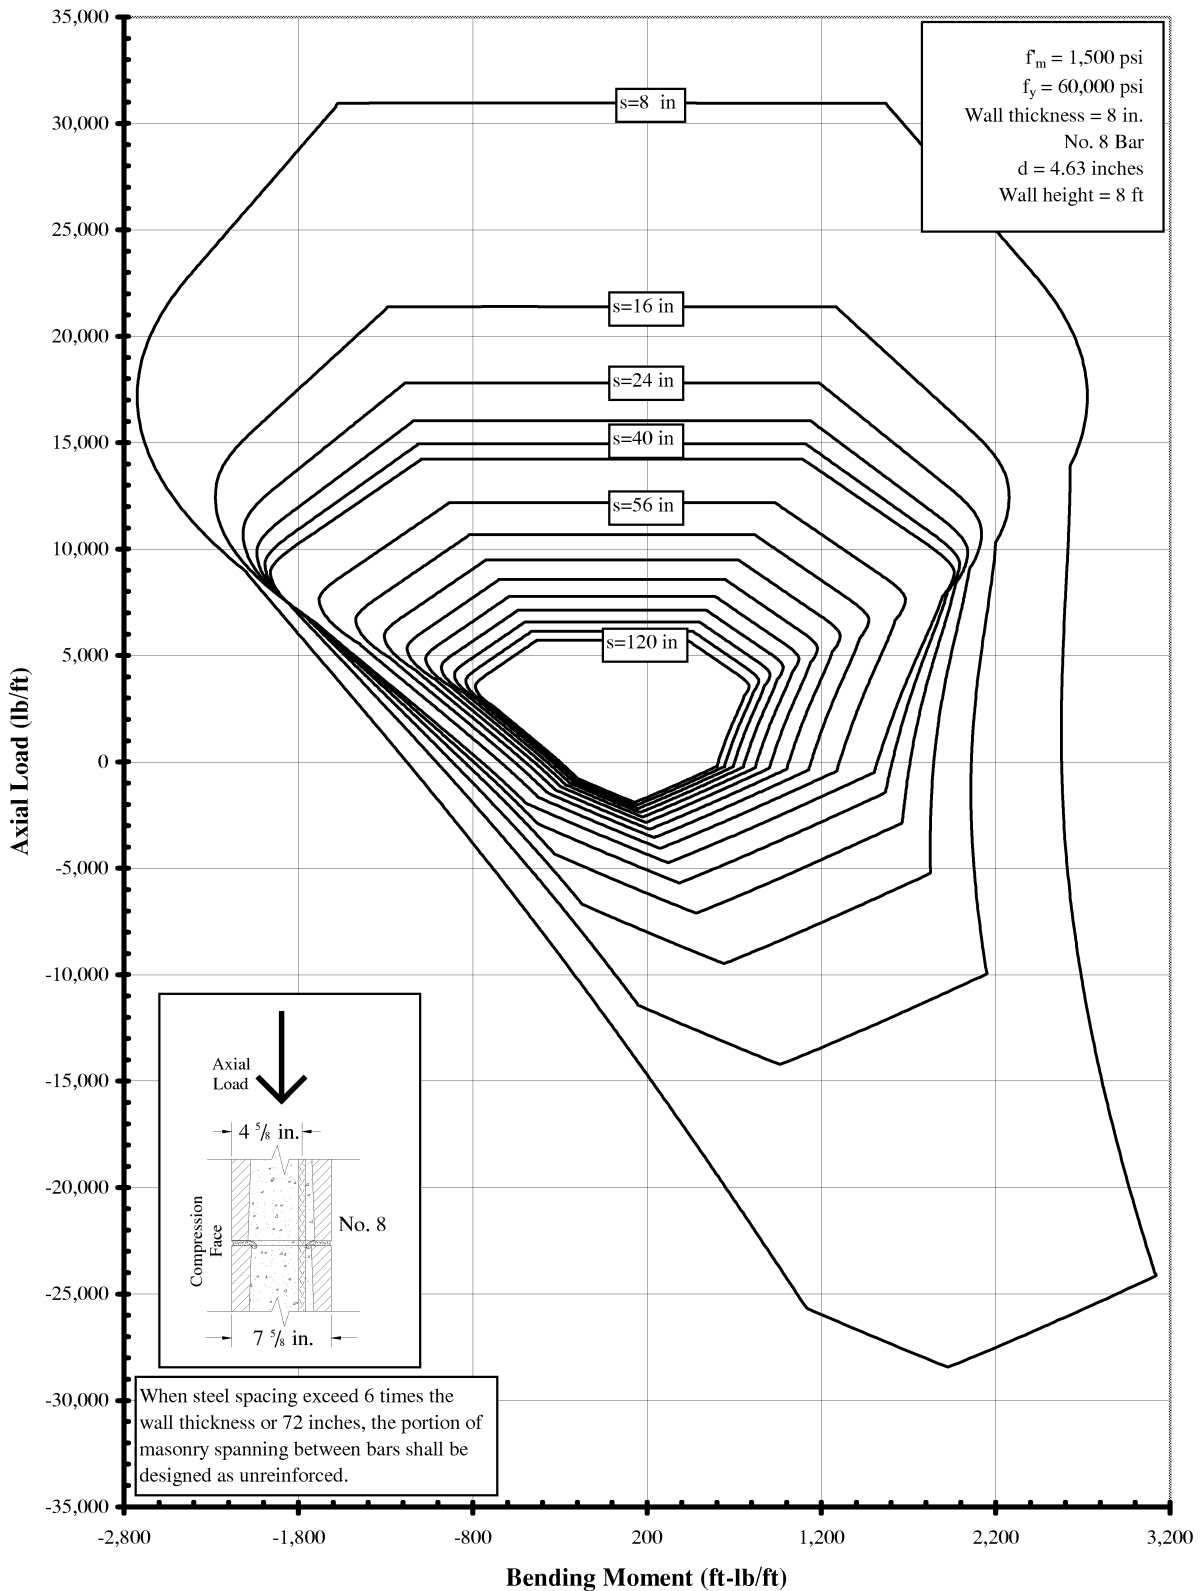 35,000
30,000
25,000
20,000
15,000
10,000
5,000
0
-5,000
-10,000
-15,000
-20,000
-25,000
-30,000
-35,000
Axial Load (lb/ft)
-2,800
-1,800
-800
200
1,200
2,200
3,200
Bending Moment (ft-lb/ft)
s=8 in
s=16 in
s=24 in
s=40 in
s=56 in
s=120 in
f'm = 1,500 psi
fy = 60,000 psi
Wall thickness = 8 in.
No. 8 Bar
d = 4.63 inches
Wall height = 8 ft
Axial
Load
4 5/8 in.
Compression
Face
No. 8
7 5/8 in.
When steel spacing exceed 6 times the
wall thickness or 72 inches, the portion of
masonry spanning between bars shall be
designed as unreinforced.